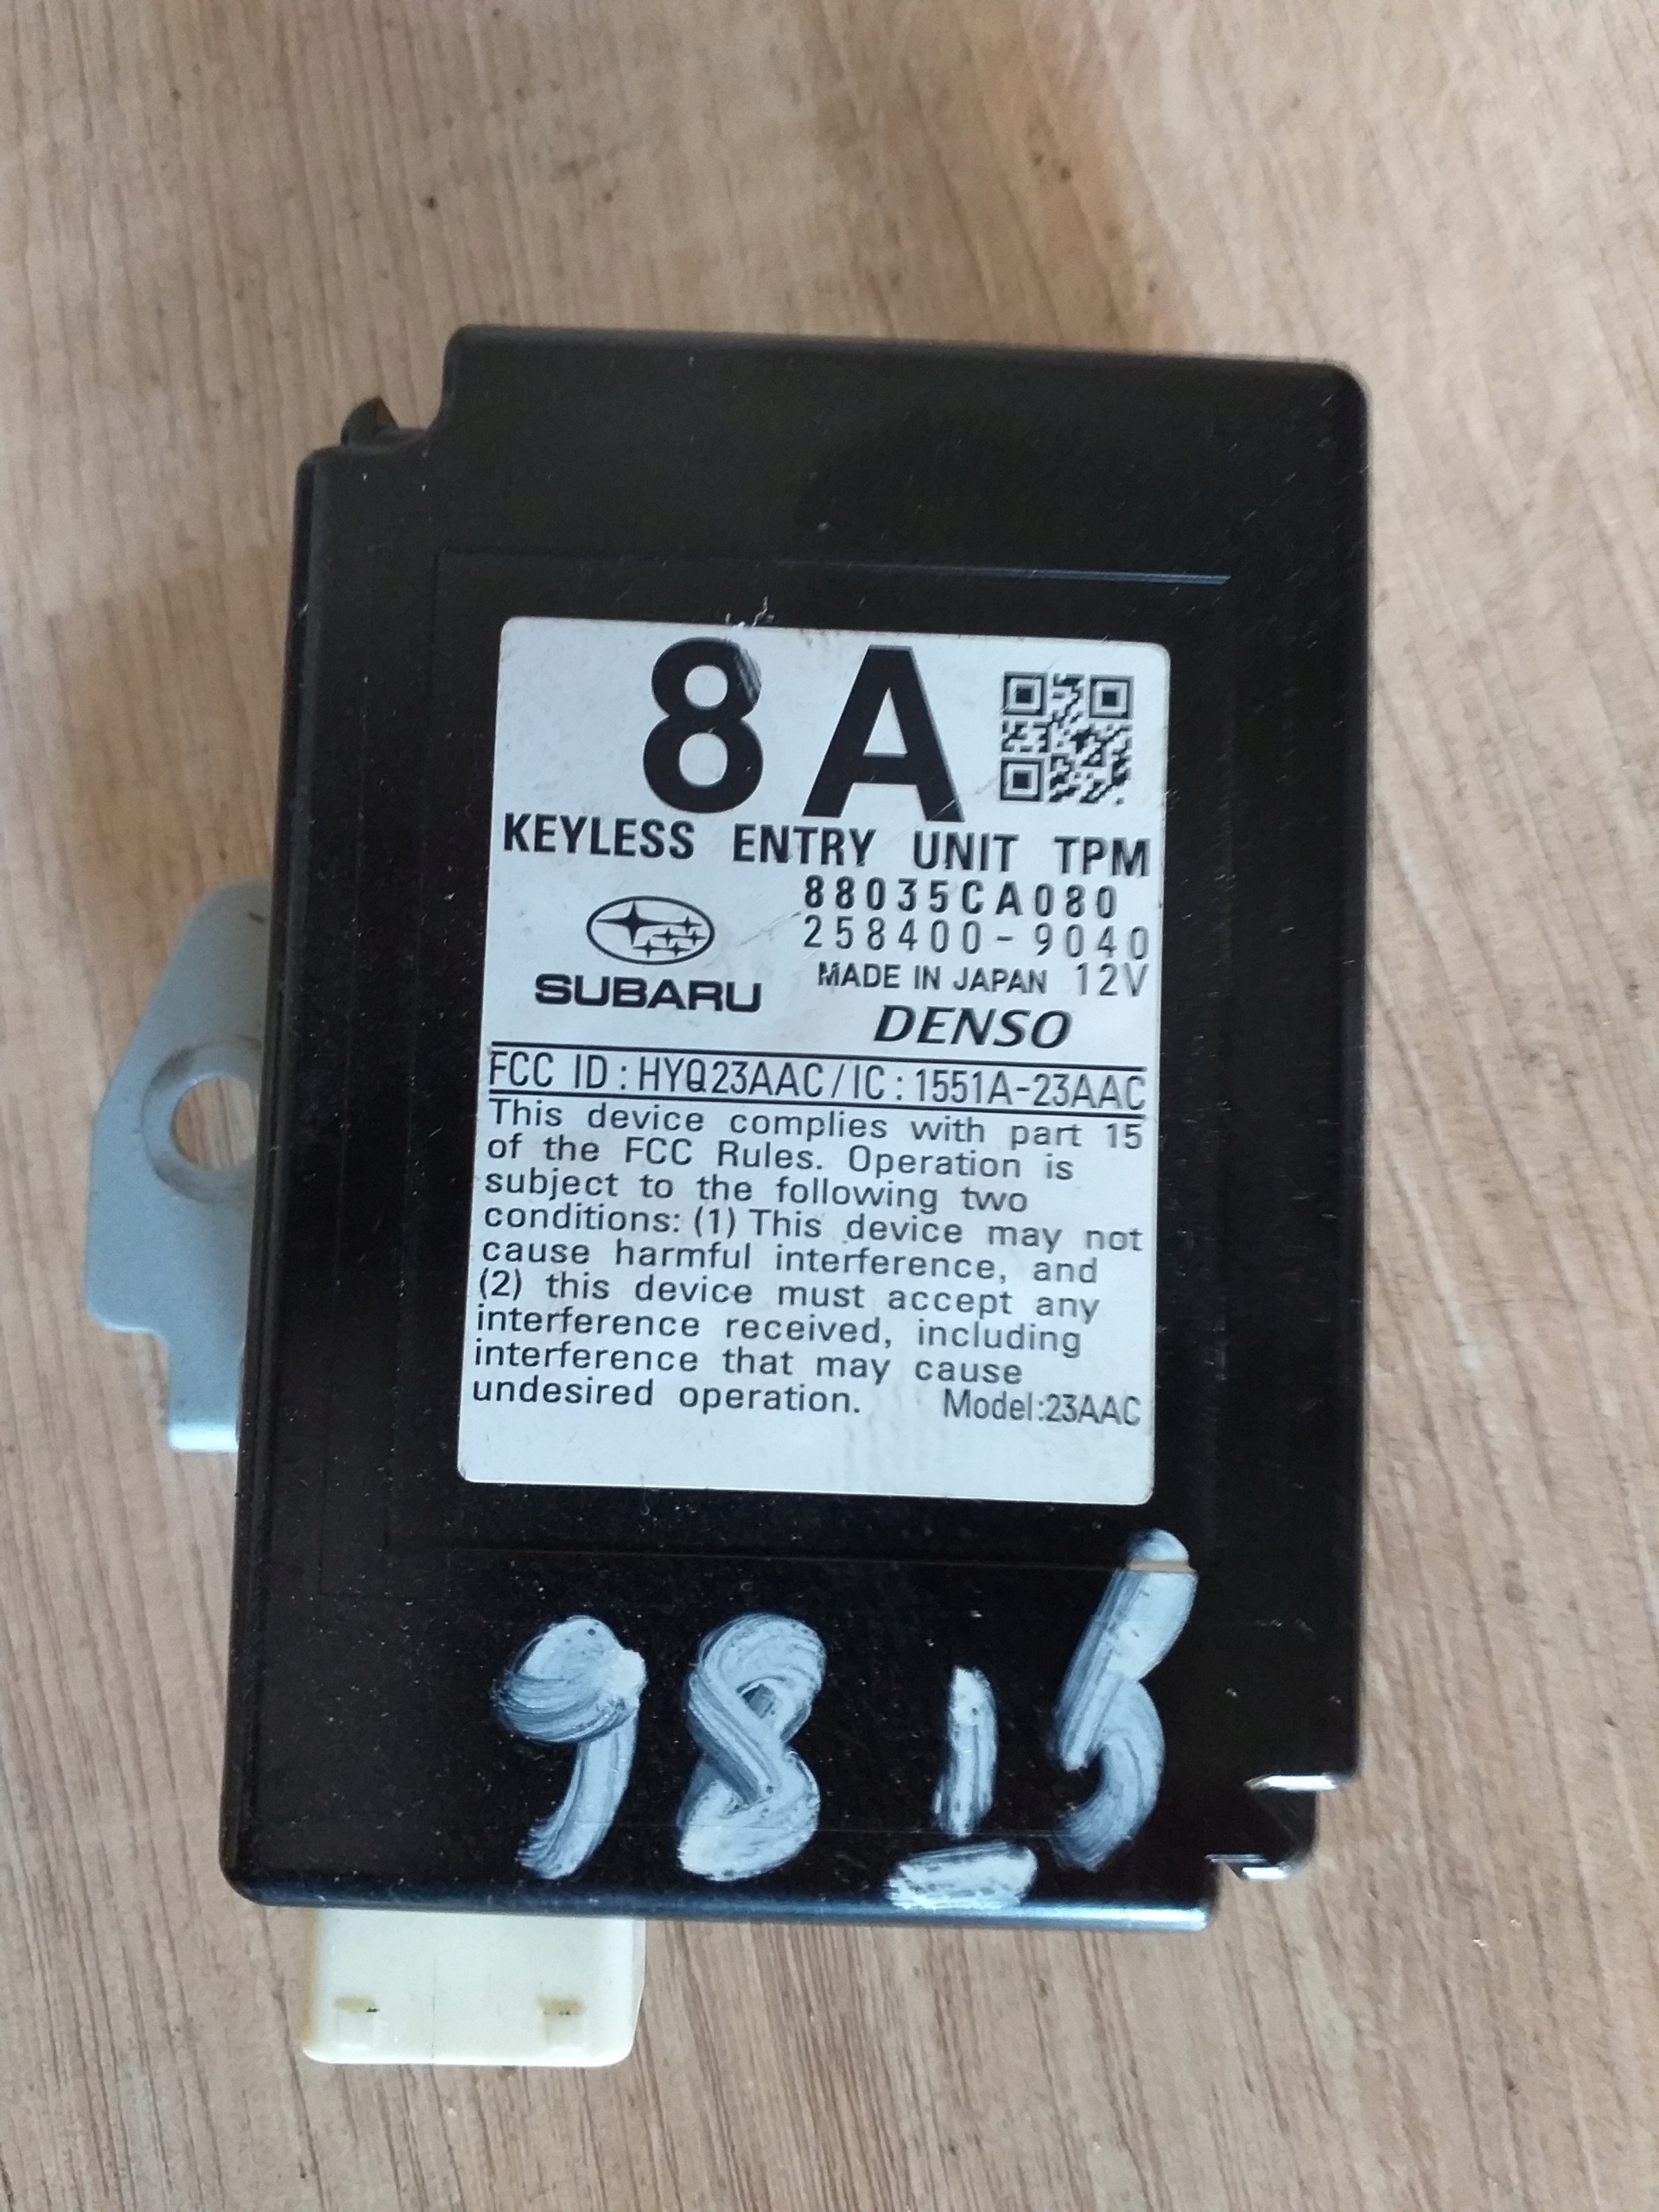 8A
KEYLESS ENTRY UNIT TPM
88035CA080
258400-9040
MADE IN JAPAN 12V
SUBARU
DENSO
FCC ID:HYQ23AAC/IC:1551A-23AAC
This device complies with part 15
of the FCC Rules. Operation is
subject to the following two
conditions: (1) This device may not
cause harmful interference, and
(2) this device must accept any
interference received, including
interference that may cause
undesired operation. Model:23AAC
9815